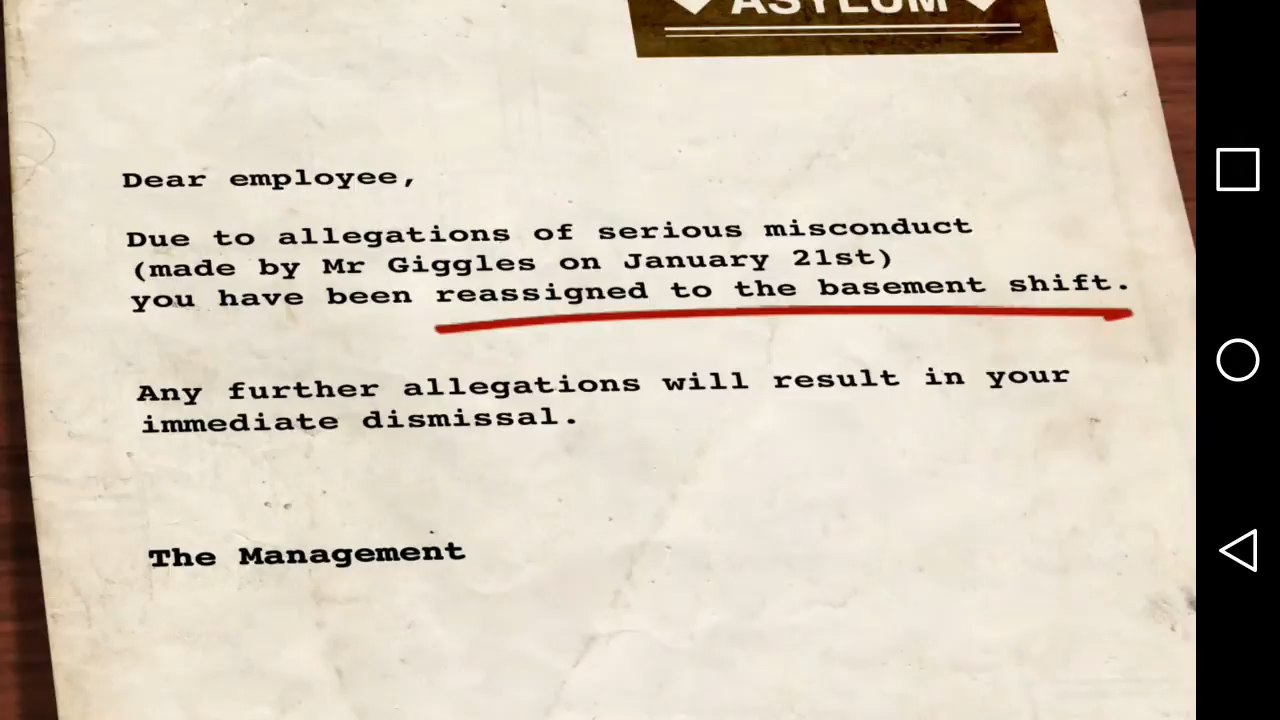 ASYLUM
Dear employee,
Due to allegations of serious misconduct
(made by Mr Giggles on January 21st)
you have been reassigned to the basement shift.
Any further allegations will result in your
immediate dismissal.
The Management